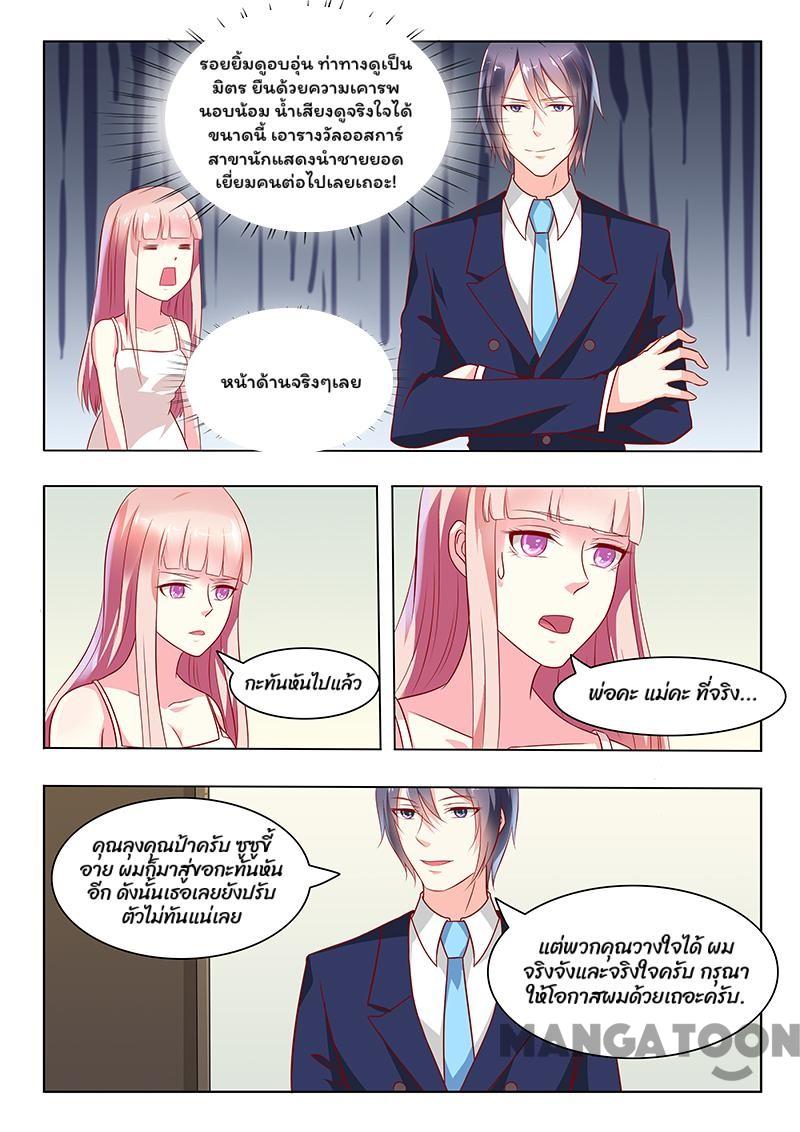 รอยยิ้มดูอบอุ่น ท่าทางดูเป็น
มิตร ยืนด้วยความเคารพ
นอบน้อม น้ำเสียงดูจริงใจได้
ขนาดนี้ เอารางวัลออสการ์
สาขานักแสดงนำชายยอด
เยี่ยมคนต่อไปเลยเถอะ!
หน้าด้านจริงๆเลย
กะทันหันไปแล้ว
พ่อคะ แม่คะ ที่จริง...
คุณลุงคุณป้าครับ ซูซูขี้
อาย ผมก็มาสู่ขอกะทันหัน
อีก ดังนั้นเธอเลยยังปรับ
ตัวไม่ทันแน่เลย
แต่พวกคุณวางใจได้ ผม
จริงจังและจริงใจครับ กรุณา
ให้โอกาสผมด้วยเถอะครับ.
MANGATOON